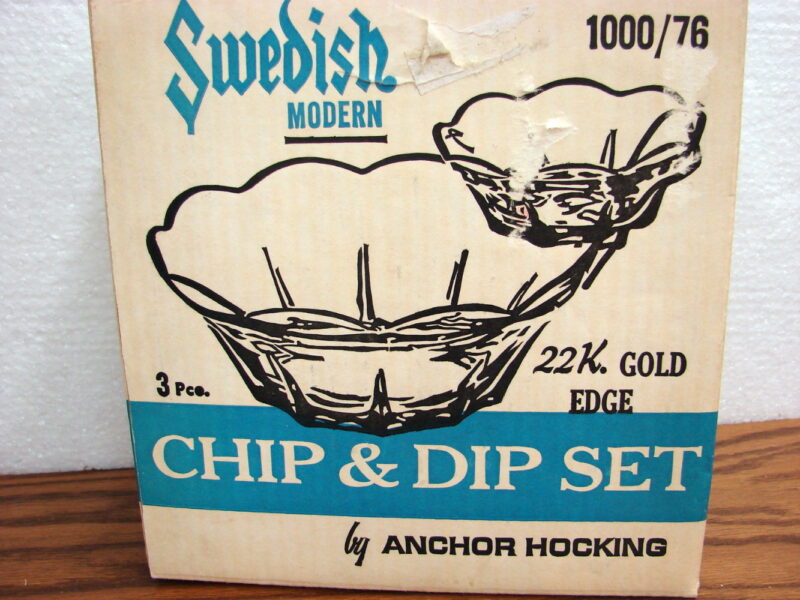 Swedish
MODERN
1000/76
3 Pce.
22K. GOLD
EDGE
CHIP & DIP SET
by ANCHOR HOCKING